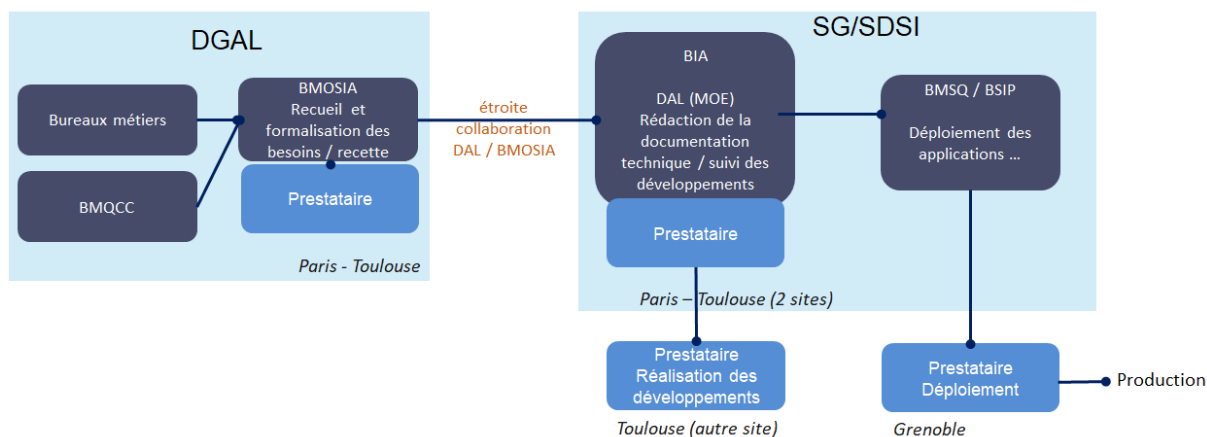 DGAL
Bureaux métiers
BMQCC
BMOSIA
Recueil et
formalisation des
besoins / recette
Prestataire
Paris - Toulouse
étroite
collaboration
DAL / BMOSIA
SG/SDSI
BIA
DAL (MOE)
Rédaction de la
documentation
technique / suivi des
développements
Prestataire
Paris – Toulouse (2 sites)
BMSQ / BSIP
Déploiement des
applications ...
Prestataire
Réalisation des
développements
Toulouse (autre site)
Prestataire
Déploiement
Grenoble
Production